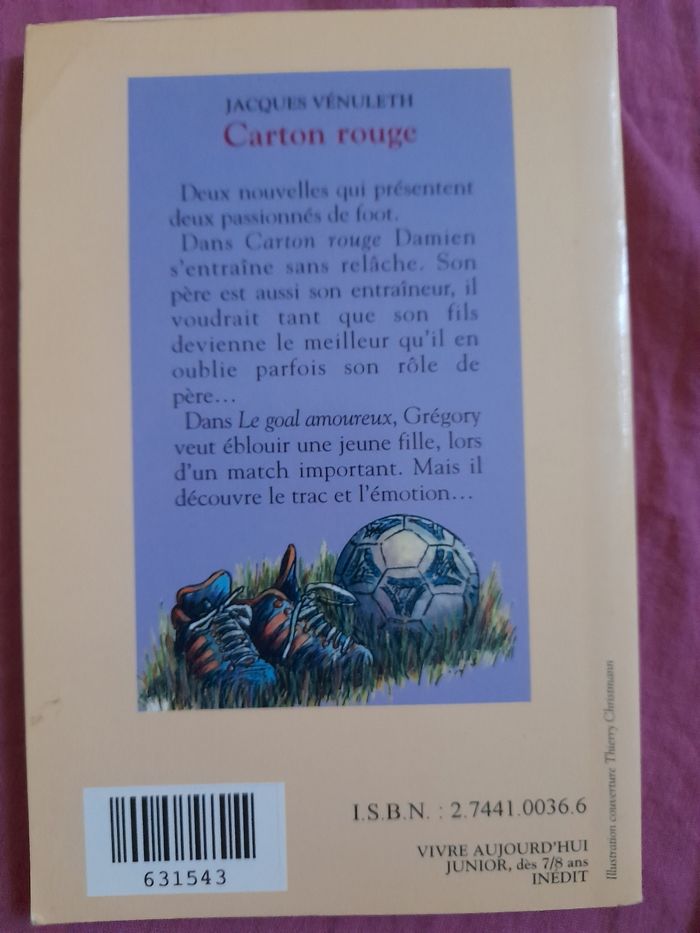 JACQUES VÉNULETH
Carton rouge
Deux nouvelles qui présentent
deux passionnés de foot.
Dans Carton rouge Damien
s'entraîne sans relâche. Son
père est aussi son entraîneur, il
voudrait tant que son fils
devienne le meilleur qu'il en
oublie parfois son rôle de
père...
Dans Le goal amoureux, Grégory
veut éblouir une jeune fille, lors
d'un match important. Mais il
découvre le trac et l'émotion...
Illustration couverture Thierry Christmann
631543
I.S.B.N. : 2.7441.0036.6
VIVRE AUJOURD'HUI
JUNIOR, dès 7/8 ans
INÉDIT